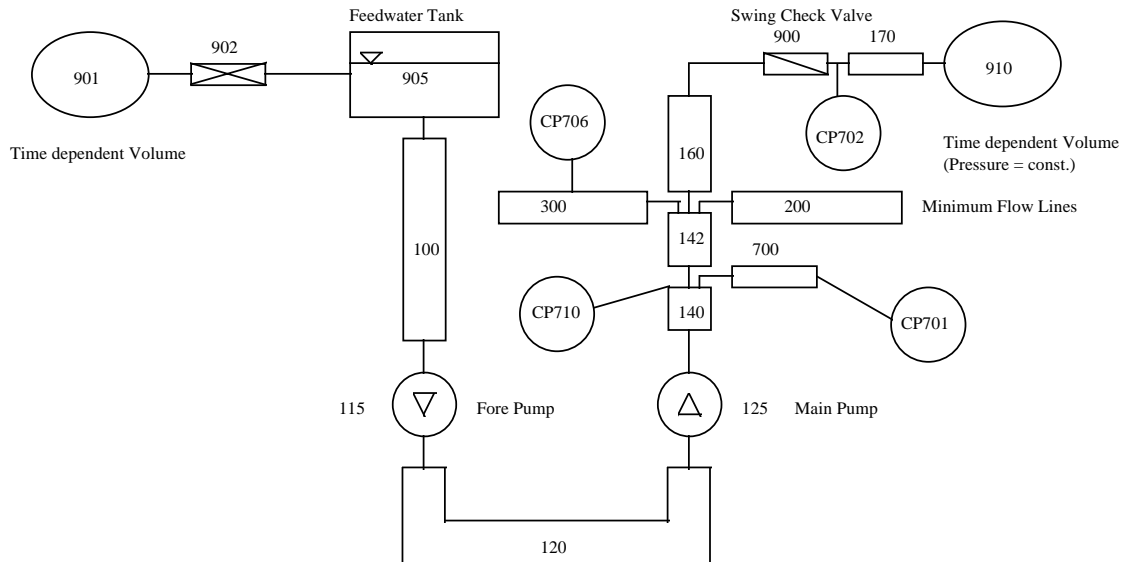 Feedwater Tank
Swing Check Valve
902
900
170
901
905
910
CP706
CP702
Time dependent Volume
160
Time dependent Volume
(Pressure = const.)
300
200
Minimum Flow Lines
100
142
700
CP710
140
CP701
115
Fore Pump
125
Main Pump
120